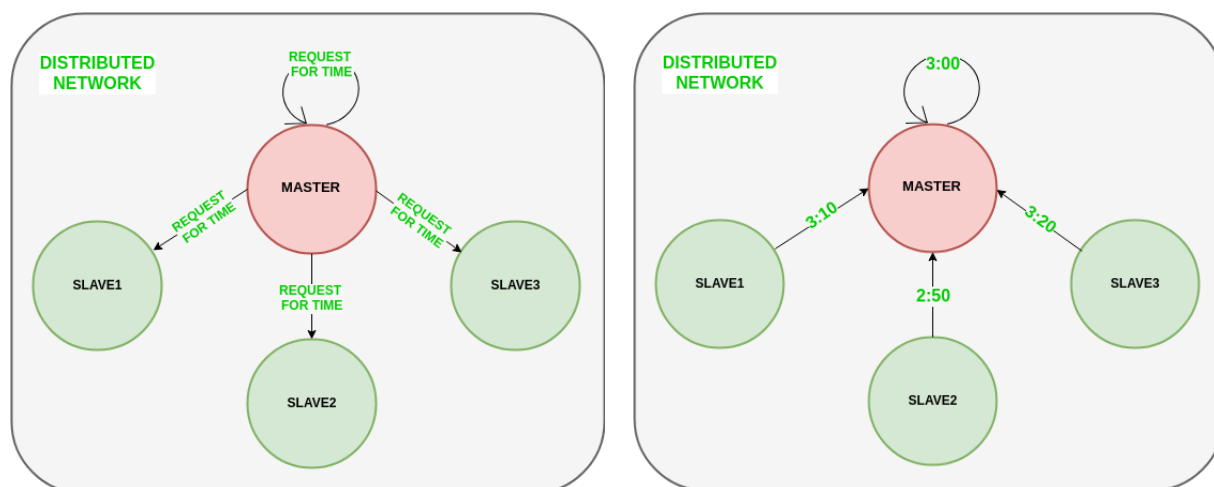 DISTRIBUTED
NETWORK
REQUEST
FOR TIME
MASTER
REQUEST
FOR TIME
REQUEST
FOR TIME
SLAVE1
SLAVE3
REQUEST
FOR TIME
SLAVE2
DISTRIBUTED
NETWORK
3:00
MASTER
3:10
3:20
SLAVE1
SLAVE3
2:50
SLAVE2